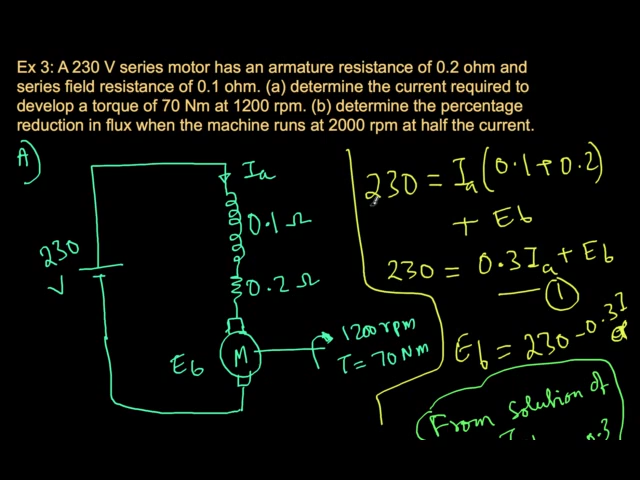 Ex 3: A 230 V series motor has an armature resistance of 0.2 ohm and
series field resistance of 0.1 ohm. (a) determine the current required to
develop a torque of 70 Nm at 1200 rpm. (b) determine the percentage
reduction in flux when the machine runs at 2000 rpm at half the current.
A)
Ia
0.1 Ω
230
V
0.2 Ω
1200 rpm
T = 70 Nm
M
Eb
230 = Ia (0.1 + 0.2)
+ Eb
230 = 0.3 Ia + Eb
1
Eb = 230 - 0.3 I
From solution of